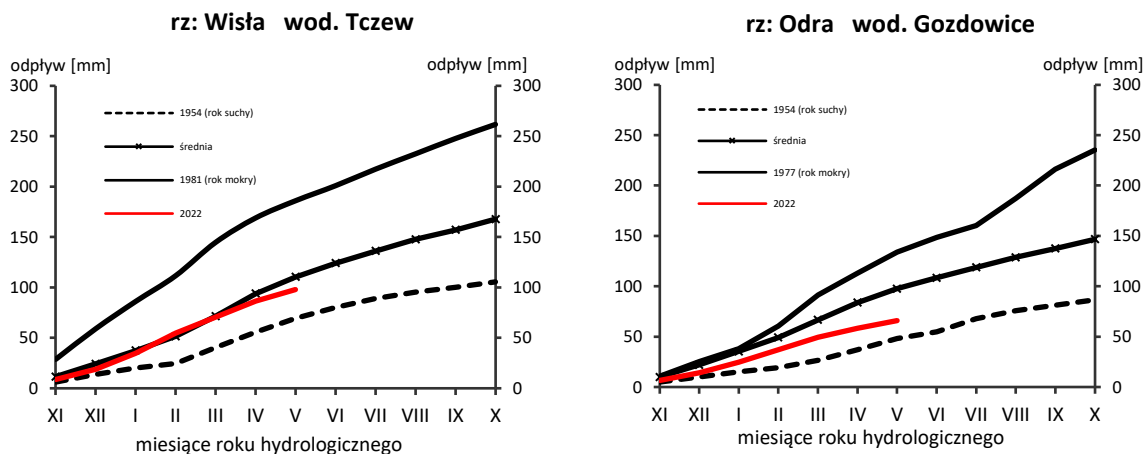 rz: Wisła wod. Tczew
odpływ [mm]
odpływ [mm]
300
250
200
150
100
50
0
300
250
200
150
100
50
0
1954 (rok suchy)
średnia
1981 (rok mokry)
2022
XI XII I II III IV V VI VII VIII IX X
miesiące roku hydrologicznego
rz: Odra wod. Gozdowice
odpływ [mm]
odpływ [mm]
300
250
200
150
100
50
0
300
250
200
150
100
50
0
1954 (rok suchy)
średnia
1977 (rok mokry)
2022
XI XII I II III IV V VI VII VIII IX X
miesiące roku hydrologicznego